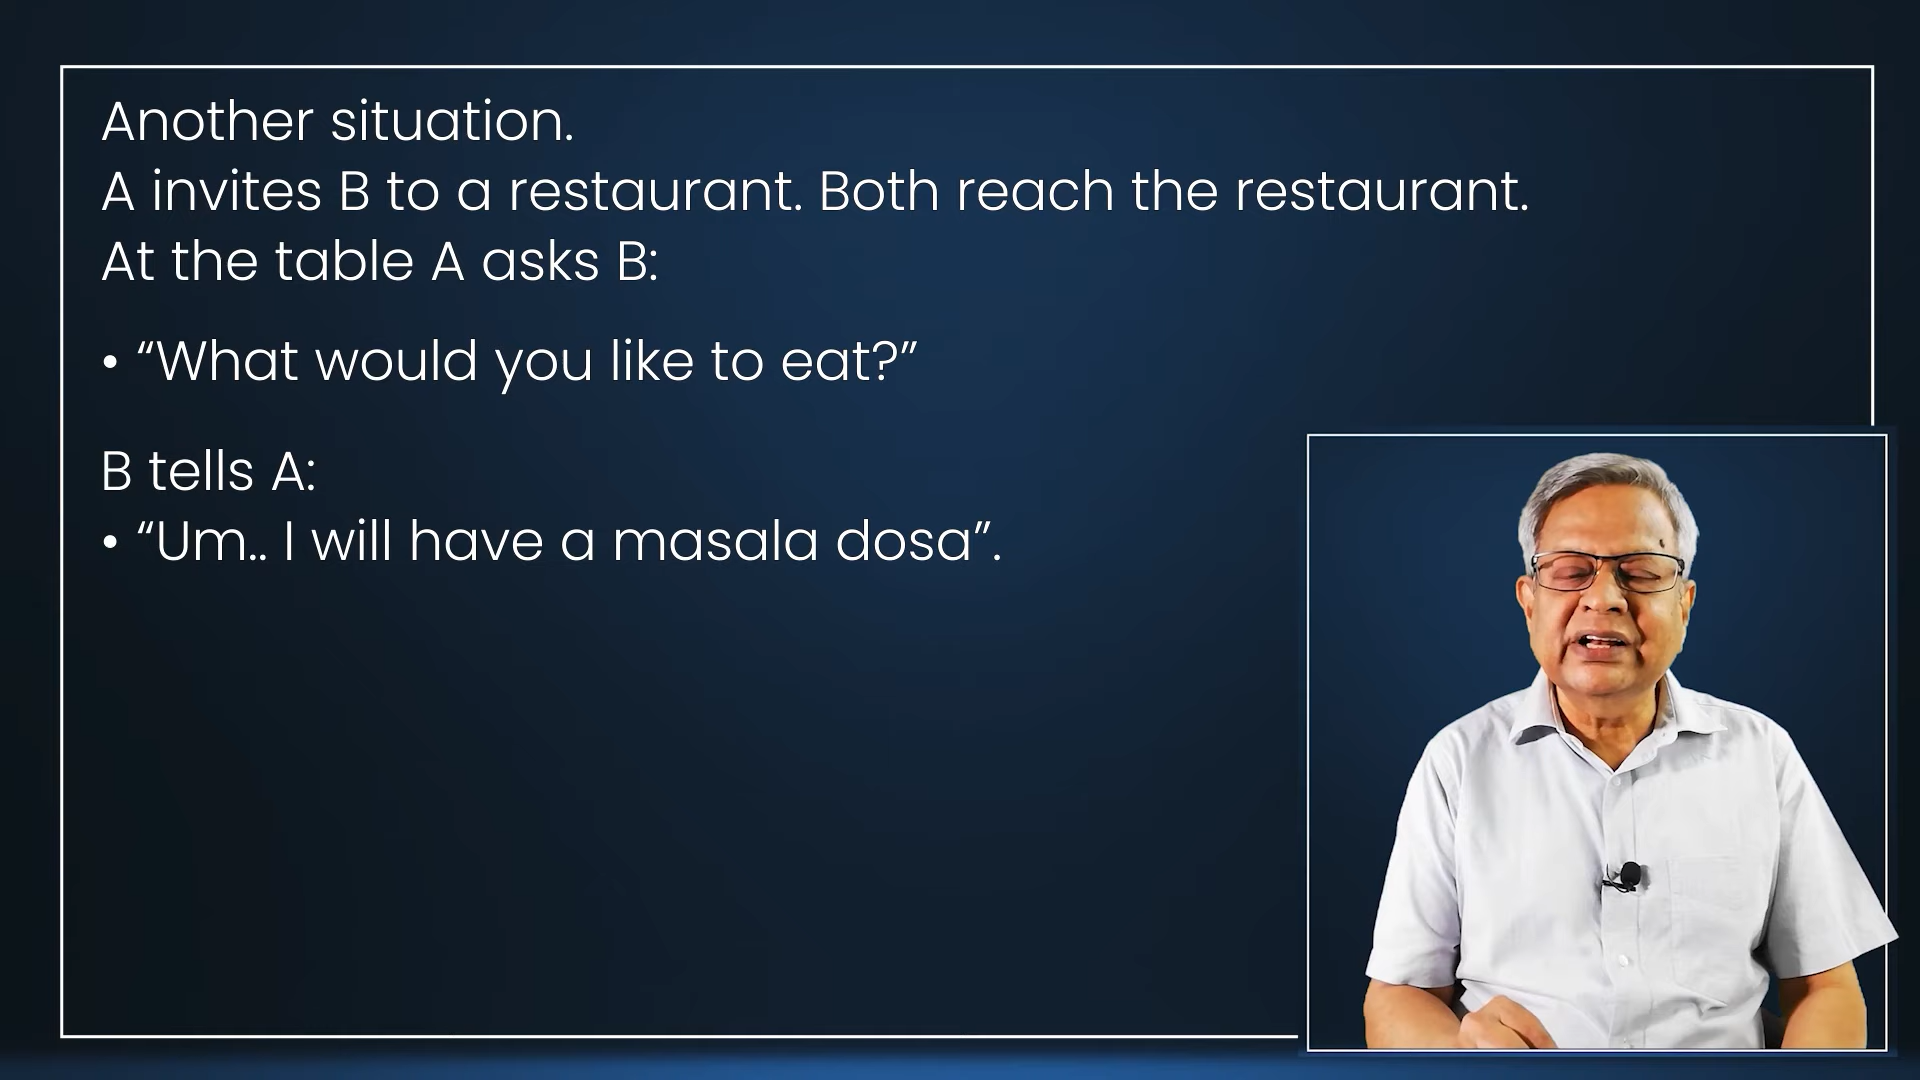 Another situation.
A invites B to a restaurant. Both reach the restaurant.
At the table A asks B:
• “What would you like to eat?”
B tells A:
• “Um.. I will have a masala dosa”.